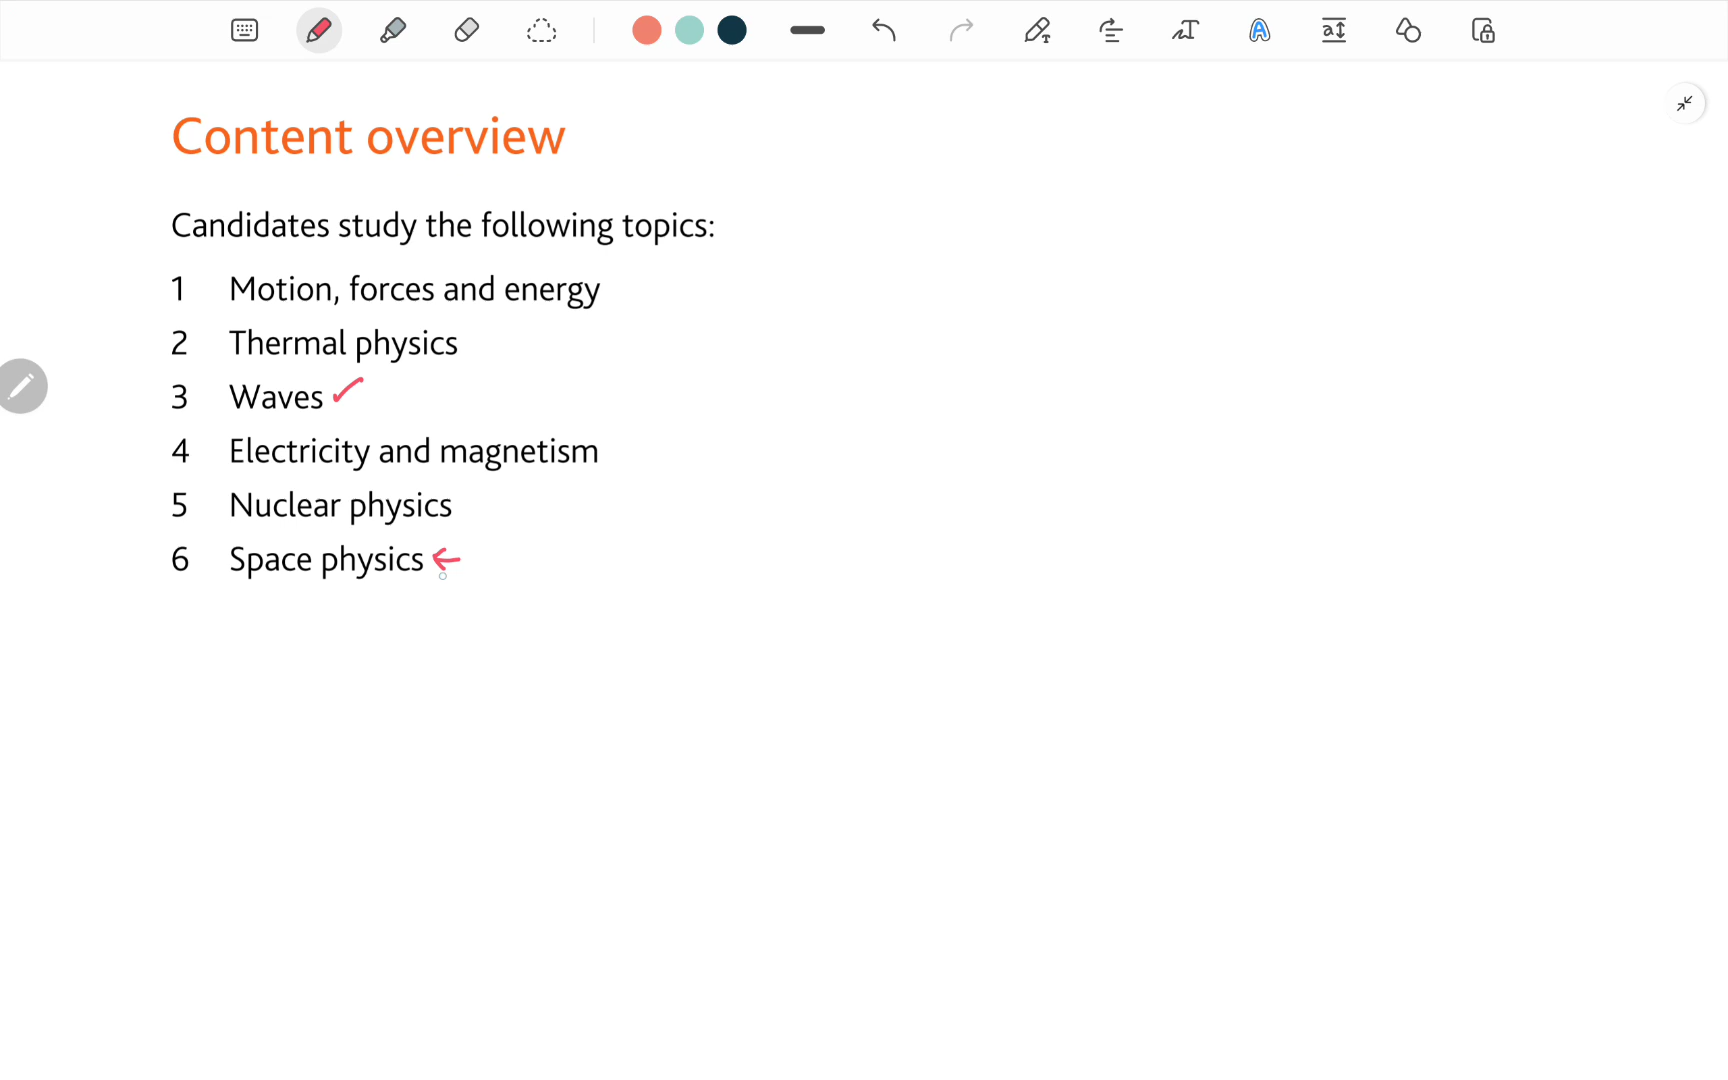 Content overview
Candidates study the following topics:
1 Motion, forces and energy
2 Thermal physics
3 Waves
4 Electricity and magnetism
5 Nuclear physics
6 Space physics